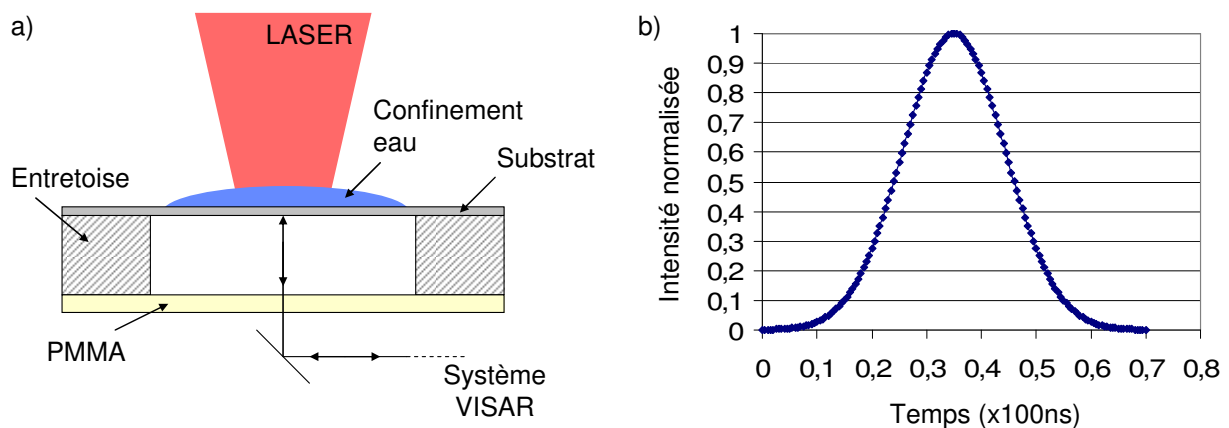 a)
LASER
Confinement
eau
Substrat
Entretoise
PMMA
Système
VISAR
b)
Intensité normalisée
1
0,9
0,8
0,7
0,6
0,5
0,4
0,3
0,2
0,1
0
0 0,1 0,2 0,3 0,4 0,5 0,6 0,7 0,8
Temps (x100ns)